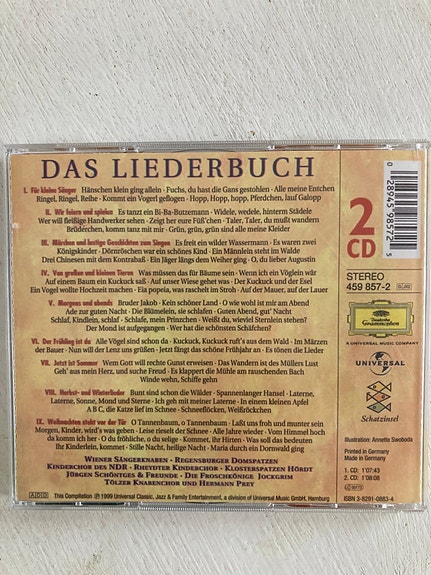 DAS LIEDERBUCH
I. Für kleine Sänger Hänschen klein ging allein · Fuchs, du hast die Gans gestohlen · Alle meine Entchen
Ringel, Ringel, Reihe · Kommt ein Vogerl geflogen · Hopp, Hopp, hopp, Pferdchen, lauf Galopp
II. Wir feiern und spielen Es tanzt ein Bi-Ba-Butzemann · Widele, wedele, hinterm Städele
Wer will fleißige Handwerker sehen · Zeigt her eure Füß'chen · Taler, Taler, du mußt wandern
Brüderchen, komm tanz mit mir · Grün, grün, grün sind alle meine Kleider
III. Märchen und lustige Geschichten zum Singen Es freit ein wilder Wassermann · Es waren zwei
Königskinder · Dornröschen war ein schönes Kind · Ein Männlein steht im Walde
Drei Chinesen mit dem Kontrabaß · Ein Jäger längs dem Weiher ging · O, du lieber Augustin
IV. Von großen und kleinen Tieren Was müssen das für Bäume sein · Wenn ich ein Vöglein wär
Auf einem Baum ein Kuckuck saß · Auf unser Wiese gehet was · Der Kuckuck und der Esel
Ein Vogel wollte Hochzeit machen · Eia popeia, was raschelt im Stroh · Auf der Mauer, auf der Lauer
V. Morgens und abends Bruder Jakob · Kein schöner Land · O wie wohl ist mir am Abend
Ade zur guten Nacht · Die Blümelein, sie schlafen · Guten Abend, gut' Nacht
Schlaf, Kindlein, schlaf · Schlafe, mein Prinzchen · Weißt du, wieviel Sternlein stehen?
Der Mond ist aufgegangen · Wer hat die schönsten Schäfchen?
VI. Der Frühling ist da Alle Vögel sind schon da · Kuckuck, Kuckuck ruft's aus dem Wald · Im Märzen
der Bauer · Nun will der Lenz uns grüßen · Jetzt fängt das schöne Frühjahr an · Es tönen die Lieder
VII. Jetzt ist Sommer Wem Gott will rechte Gunst erweisen · Das Wandern ist des Müllers Lust
Geh' aus mein Herz, und suche Freud · Es klappert die Mühle am rauschenden Bach
Winde wehn, Schiffe gehn
VIII. Herbst- und Winterlieder Bunt sind schon die Wälder · Spannenlanger Hansel · Laterne,
Laterne, Sonne, Mond und Sterne · Ich geh mit meiner Laterne · In einem kleinen Apfel
A B C, die Katze lief im Schnee · Schneeflöckchen, Weißröckchen
IX. Weihnachten steht vor der Tür O Tannenbaum, o Tannenbaum · Laßt uns froh und munter sein
Morgen, Kinder, wird's was geben · Leise rieselt der Schnee · Alle Jahre wieder · Vom Himmel hoch
da komm ich her · O du fröhliche, o du selige · Kommet, ihr Hirten · Was soll das bedeuten
Ihr Kinderlein, kommet · Stille Nacht, heilige Nacht · Maria durch ein Dornwald ging
WIENER SÄNGERKNABEN · REGENSBURGER DOMSPATZEN
KINDERCHOR DES NDR · RHEYDTER KINDERCHOR · KLOSTERSPATZEN HÖRDT
JÜRGEN SCHÖNTGES & FREUNDE · DIE FROSCHKÖNIGE JOCKGRIM
TÖLZER KNABENCHOR UND HERMANN PREY
ADD
This Compilation ℗ 1999 Universal Classic, Jazz & Family Entertainment, a division of Universal Music GmbH, Hamburg
0 28945 98572 5
2
CD
STEREO
459 857-2
Deutsche
Grammophon
A UNIVERSAL MUSIC COMPANY
UNIVERSAL
Schatzinsel
Illustration: Annette Swoboda
Printed in Germany
Made in Germany
1. CD: 1'07'43
2. CD: 1'08'08
ISBN 3-8291-0883-4